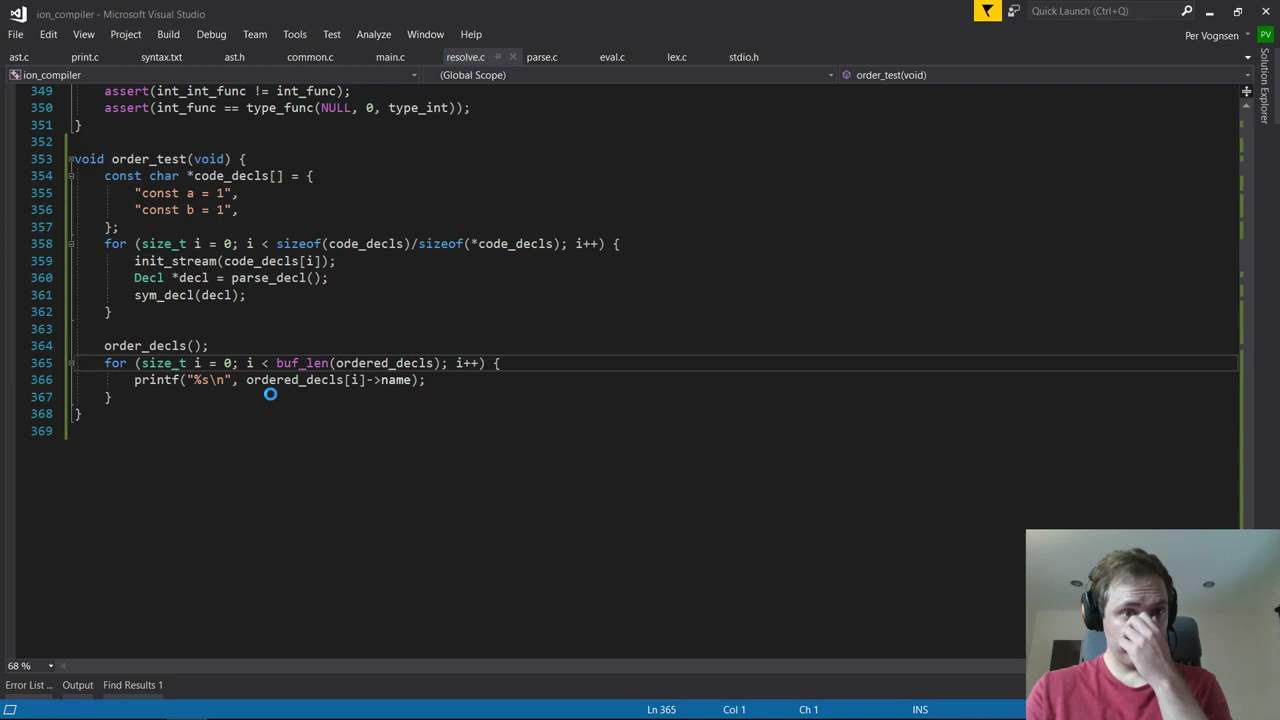 ion_compiler - Microsoft Visual Studio
Quick Launch (Ctrl+Q)
File Edit View Project Build Debug Team Tools Test Analyze Window Help
Per Vognsen PV
ast.c print.c syntax.txt ast.h common.c main.c resolve.c parse.c eval.c lex.c stdio.h
ion_compiler (Global Scope) order_test(void)
Solution Explorer
349 assert(int_int_func != int_func);
350 assert(int_func == type_func(NULL, 0, type_int));
351 }
352
353 void order_test(void) {
354 const char *code_decls[] = {
355 "const a = 1",
356 "const b = 1",
357 };
358 for (size_t i = 0; i < sizeof(code_decls)/sizeof(*code_decls); i++) {
359 init_stream(code_decls[i]);
360 Decl *decl = parse_decl();
361 sym_decl(decl);
362 }
363
364 order_decls();
365 for (size_t i = 0; i < buf_len(ordered_decls); i++) {
366 printf("%s\n", ordered_decls[i]->name);
367 }
368 }
369
68 %
Error List ... Output Find Results 1
Ln 365 Col 1 Ch 1 INS